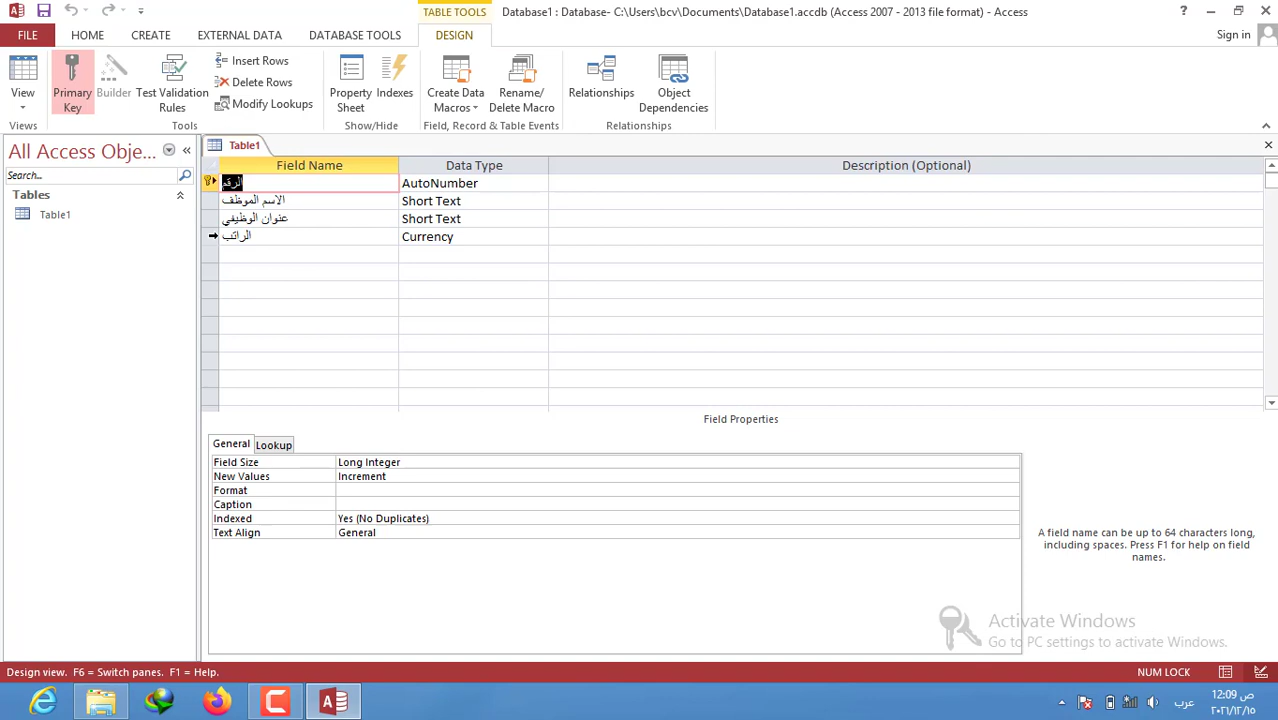 TABLE TOOLS
Database1 : Database- C:\Users\bcv\Documents\Database1.accdb (Access 2007 - 2013 file format) - Access
FILE
HOME
CREATE
EXTERNAL DATA
DATABASE TOOLS
DESIGN
Sign in
View
Primary Key
Builder
Test Validation Rules
Insert Rows
Delete Rows
Modify Lookups
Property Sheet
Indexes
Create Data Macros
Rename/ Delete Macro
Relationships
Object Dependencies
Views
Tools
Show/Hide
Field, Record & Table Events
Relationships
All Access Obje...
Search...
Tables
Table1
Table1
Field Name Data Type Description (Optional)
الرقم AutoNumber
الاسم الموظف Short Text
عنوان الوظيفي Short Text
الراتب Currency
Field Properties
General Lookup
Field Size Long Integer
New Values Increment
Format
Caption
Indexed Yes (No Duplicates)
Text Align General
A field name can be up to 64 characters long,
including spaces. Press F1 for help on field
names.
Activate Windows
Go to PC settings to activate Windows.
Design view. F6 = Switch panes. F1 = Help.
NUM LOCK
عرب
12:09 ص
٢٠٢١/١٢/١٥